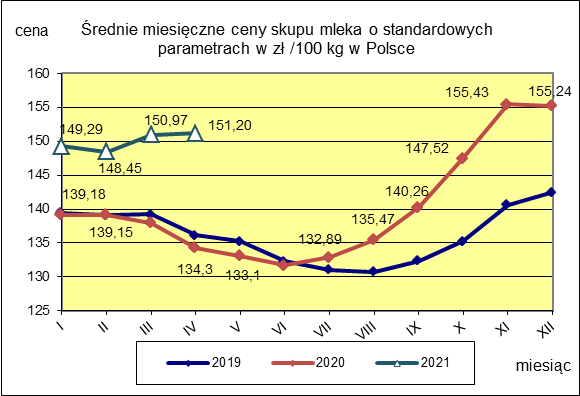 cena
Średnie miesięczne ceny skupu mleka o standardowych
parametrach w zł /100 kg w Polsce
160
155
150
145
140
135
130
125
149,29
148,45
150,97
151,20
139,18
139,15
134,3
133,1
132,89
135,47
140,26
147,52
155,43
155,24
I
II
III
IV
V
VI
VII
VIII
IX
X
XI
XII
2019
2020
2021
miesiąc